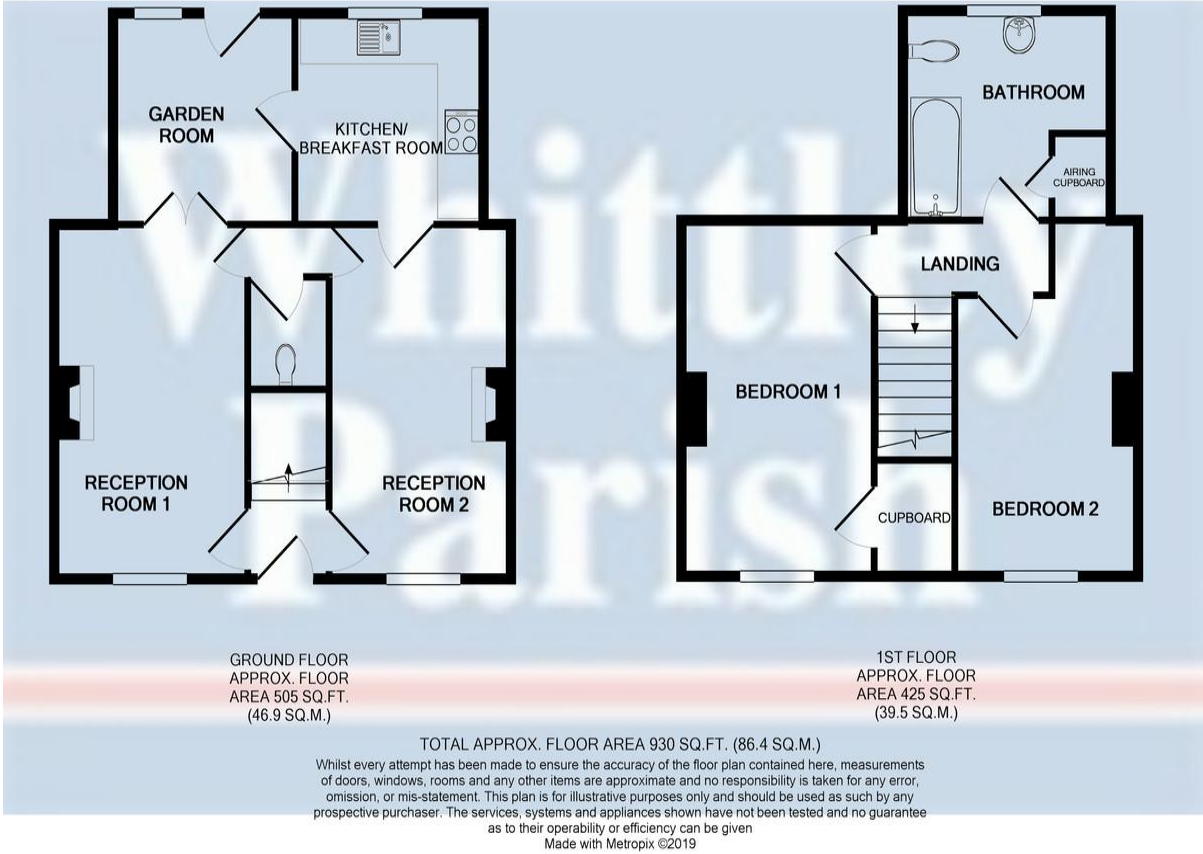 GARDEN
ROOM
KITCHEN/
BREAKFAST ROOM
RECEPTION
ROOM 1
RECEPTION
ROOM 2
BATHROOM
AIRING
CUPBOARD
LANDING
BEDROOM 1
CUPBOARD
BEDROOM 2
Whittley
Parish
GROUND FLOOR
APPROX. FLOOR
AREA 505 SQ.FT.
(46.9 SQ.M.)
1ST FLOOR
APPROX. FLOOR
AREA 425 SQ.FT.
(39.5 SQ.M.)
TOTAL APPROX. FLOOR AREA 930 SQ.FT. (86.4 SQ.M.)
Whilst every attempt has been made to ensure the accuracy of the floor plan contained here, measurements
of doors, windows, rooms and any other items are approximate and no responsibility is taken for any error,
omission, or mis-statement. This plan is for illustrative purposes only and should be used as such by any
prospective purchaser. The services, systems and appliances shown have not been tested and no guarantee
as to their operability or efficiency can be given
Made with Metropix ©2019